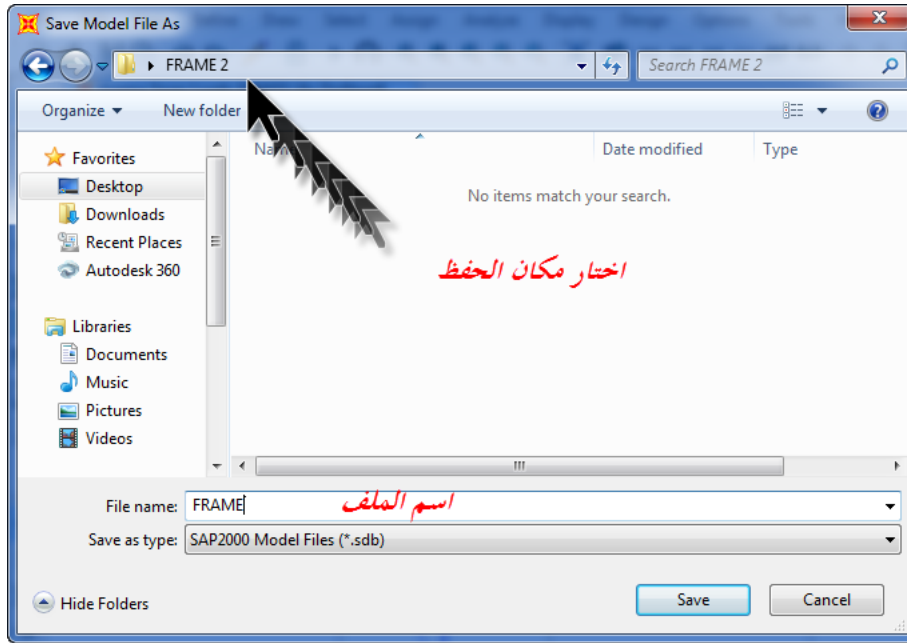 Save Model File As
FRAME 2
Search FRAME 2
Organize
New folder
Date modified
Type
Favorites
Desktop
No items match your search.
Downloads
Recent Places
Autodesk 360
اختار مكان الحفظ
Libraries
Documents
Music
Pictures
Videos
File name: FRAME
اسم الملف
Save as type: SAP2000 Model Files (*.sdb)
Hide Folders
Save
Cancel